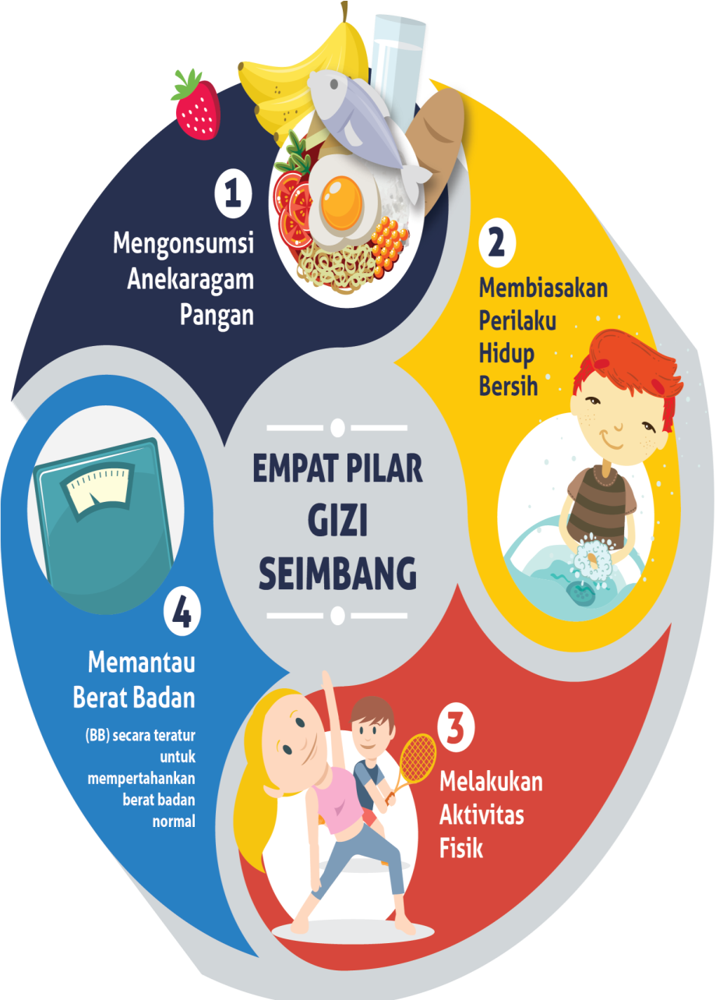 EMPAT PILAR
GIZI
SEIMBANG
1
Mengonsumsi
Anekaragam
Pangan
2
Membiasakan
Perilaku
Hidup
Bersih
3
Melakukan
Aktivitas
Fisik
4
Memantau
Berat Badan
(BB) secara teratur
untuk
mempertahankan
berat badan
normal